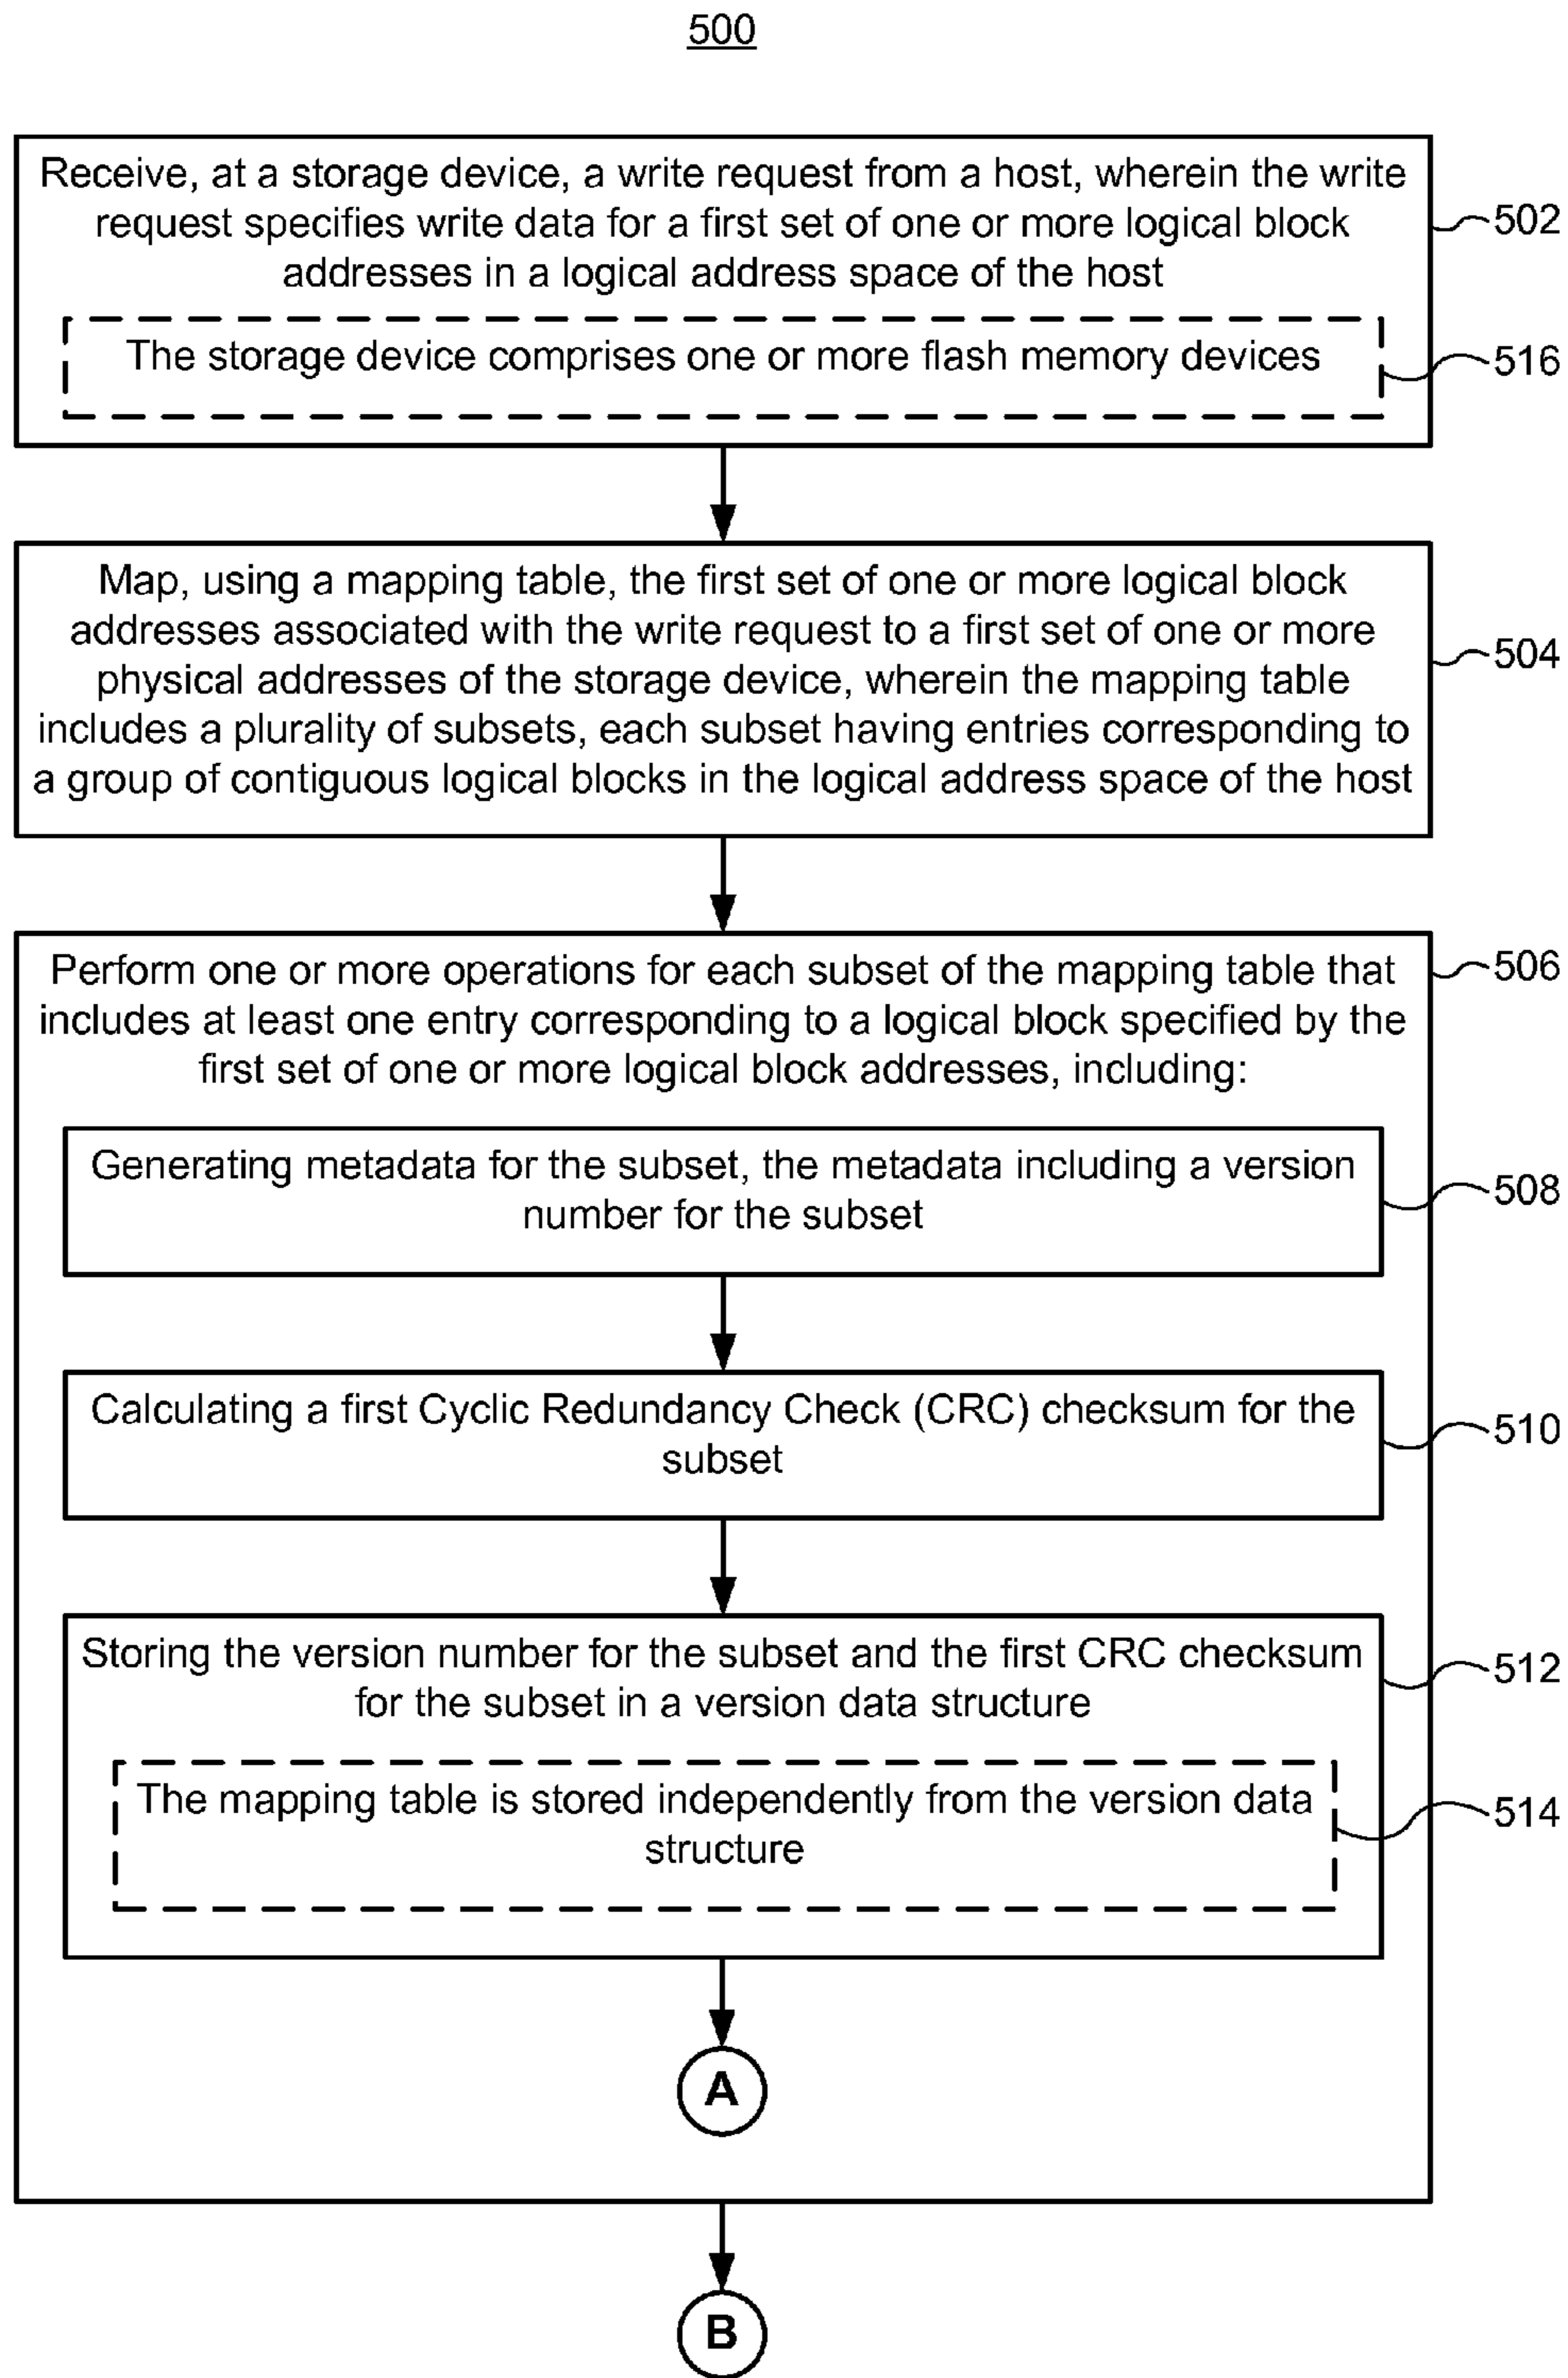 500
Receive, at a storage device, a write request from a host, wherein the write
request specifies write data for a first set of one or more logical block
addresses in a logical address space of the host
502
The storage device comprises one or more flash memory devices
516
Map, using a mapping table, the first set of one or more logical block
addresses associated with the write request to a first set of one or more
physical addresses of the storage device, wherein the mapping table
includes a plurality of subsets, each subset having entries corresponding to
a group of contiguous logical blocks in the logical address space of the host
504
Perform one or more operations for each subset of the mapping table that
includes at least one entry corresponding to a logical block specified by the
first set of one or more logical block addresses, including:
506
Generating metadata for the subset, the metadata including a version
number for the subset
508
Calculating a first Cyclic Redundancy Check (CRC) checksum for the
subset
510
Storing the version number for the subset and the first CRC checksum
for the subset in a version data structure
512
The mapping table is stored independently from the version data
structure
514
A
B